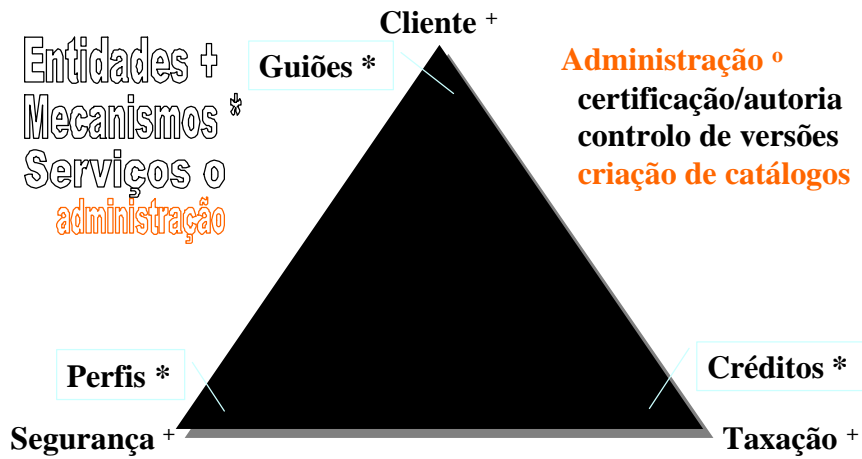 Cliente +
Entidades +
Mecanismos *
Serviços o
administração
Guiões *
Administração o
certificação/autoria
controlo de versões
criação de catálogos
Perfis *
Créditos *
Segurança +
Taxação +